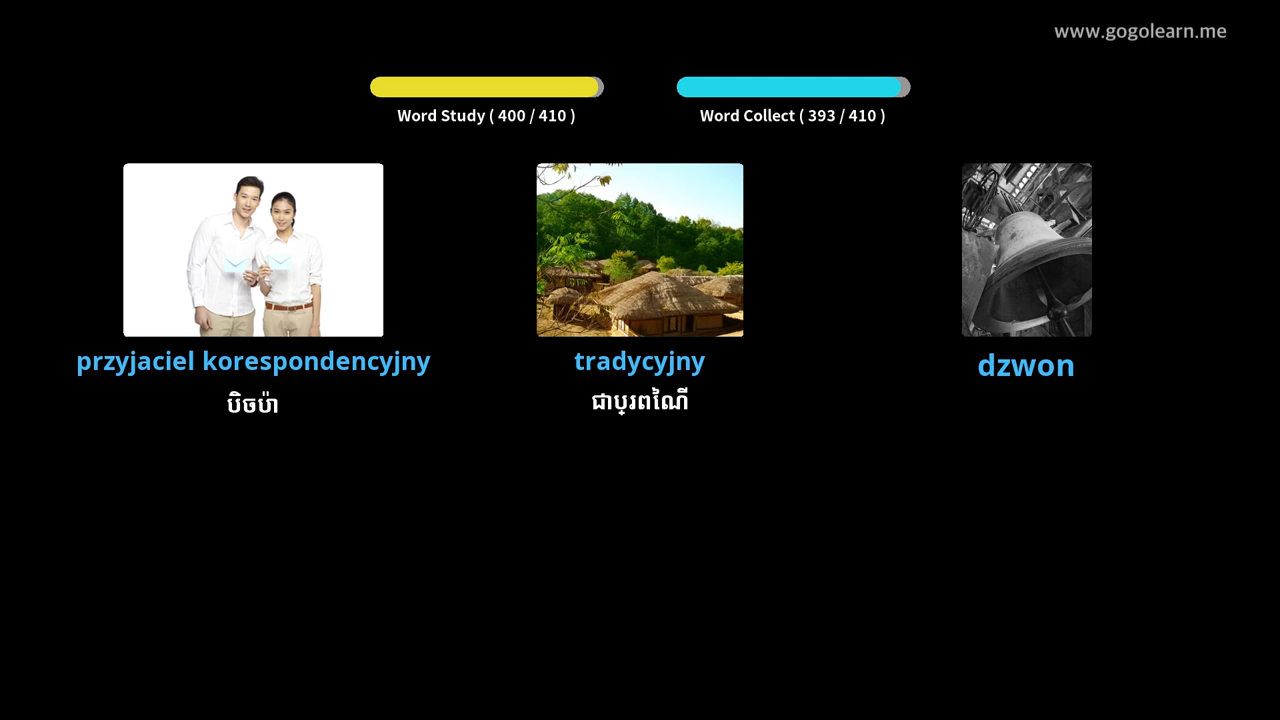 www.gogolearn.me
Word Study ( 400 / 410 )
Word Collect ( 393 / 410 )
przyjaciel korespondencyjny
tradycyjny
dzwon
ប៊ិចប៉ា
ជាប្រពណៃី